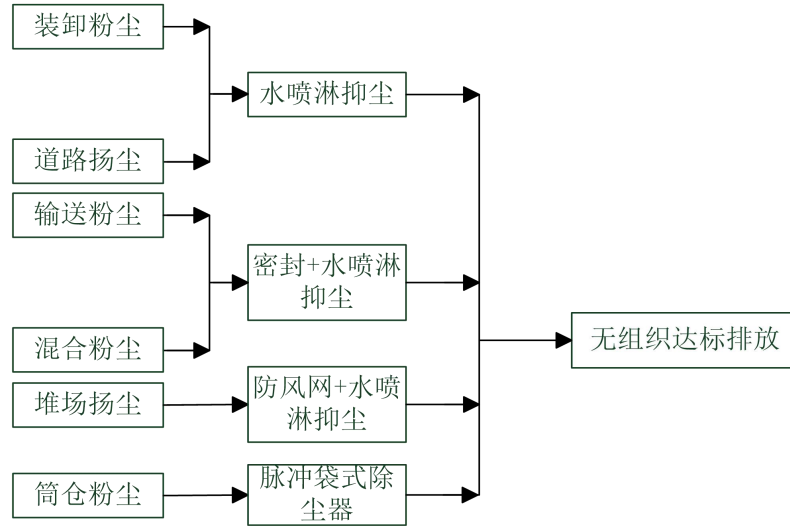 装卸粉尘
水喷淋抑尘
道路扬尘
输送粉尘
密封+水喷淋
抑尘
混合粉尘
无组织达标排放
堆场扬尘
防风网+水喷
淋抑尘
筒仓粉尘
脉冲袋式除
尘器